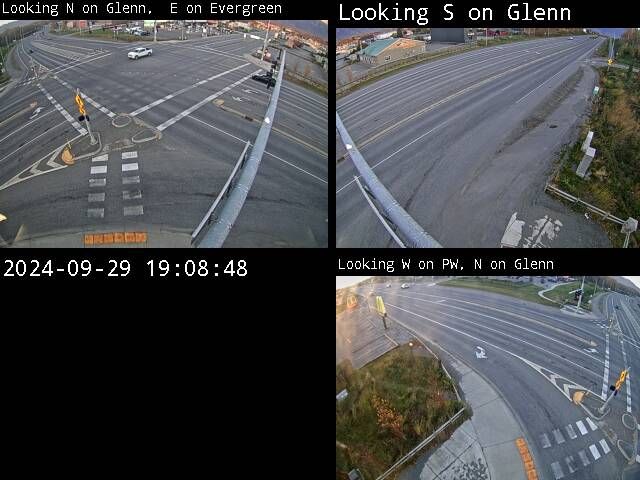 Looking N on Glenn, E on Evergreen
Looking S on Glenn
2024-09-29 19:08:48
Looking W on PW, N on Glenn